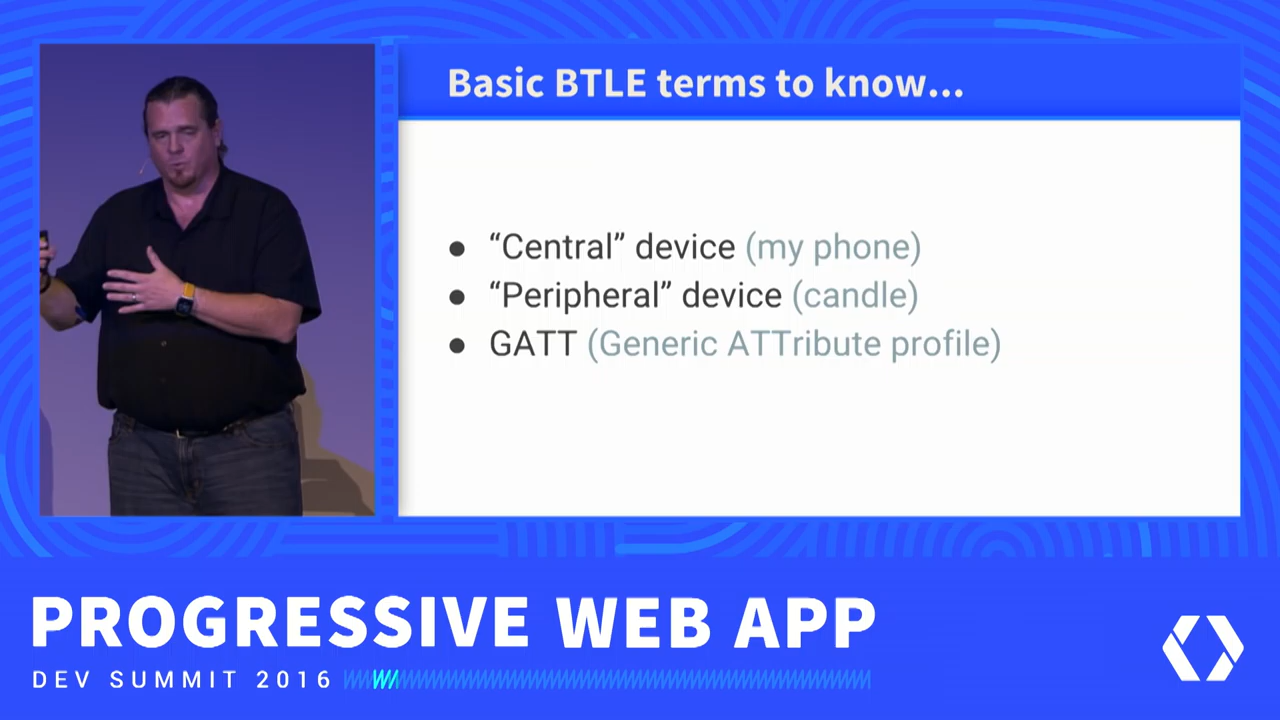 Basic BTLE terms to know...
● “Central” device (my phone)
● “Peripheral” device (candle)
● GATT (Generic ATTribute profile)
PROGRESSIVE WEB APP
DEV SUMMIT 2016